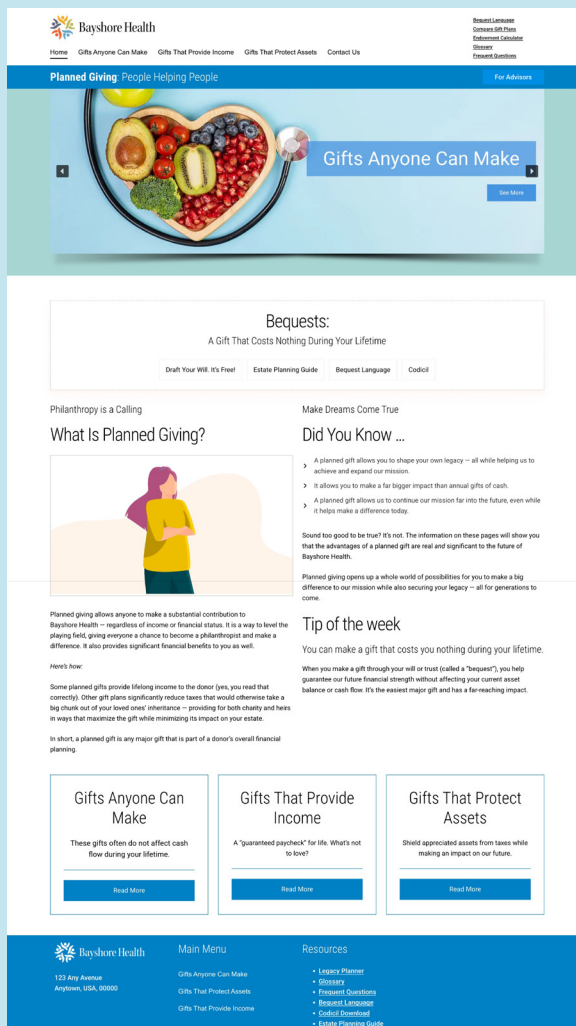 Bayshore Health
Bequest Language
Compare Gift Plans
Endowment Calculator
Glossary
Frequent Questions
Home Gifts Anyone Can Make Gifts That Provide Income Gifts That Protect Assets Contact Us
Planned Giving: People Helping People
For Advisors
Gifts Anyone Can Make
See More
Bequests:
A Gift That Costs Nothing During Your Lifetime
Draft Your Will. It's Free! Estate Planning Guide Bequest Language Codicil
Philanthropy is a Calling
What Is Planned Giving?
Planned giving allows anyone to make a substantial contribution to
Bayshore Health — regardless of income or financial status. It is a way to level the
playing field, giving everyone a chance to become a philanthropist and make a
difference. It also provides significant financial benefits to you as well.
Here's how:
Some planned gifts provide lifelong income to the donor (yes, you read that
correctly). Other gift plans significantly reduce taxes that would otherwise take a
big chunk out of your loved ones' inheritance — providing for both charity and heirs
in ways that maximize the gift while minimizing its impact on your estate.
In short, a planned gift is any major gift that is part of a donor's overall financial
planning.
Make Dreams Come True
Did You Know ...
A planned gift allows you to shape your own legacy — all while helping us to
achieve and expand our mission.
It allows you to make a far bigger impact than annual gifts of cash.
A planned gift allows us to continue our mission far into the future, even while
it helps make a difference today.
Sound too good to be true? It's not. The information on these pages will show you
that the advantages of a planned gift are real and significant to the future of
Bayshore Health.
Planned giving opens up a whole world of possibilities for you to make a big
difference to our mission while also securing your legacy — all for generations to
come.
Tip of the week
You can make a gift that costs you nothing during your lifetime.
When you make a gift through your will or trust (called a "bequest"), you help
guarantee our future financial strength without affecting your current asset
balance or cash flow. It's the easiest major gift and has a far-reaching impact.
Gifts Anyone Can
Make
These gifts often do not affect cash
flow during your lifetime.
Read More
Gifts That Provide
Income
A "guaranteed paycheck" for life. What's not
to love?
Read More
Gifts That Protect
Assets
Shield appreciated assets from taxes while
making an impact on our future.
Read More
Bayshore Health
123 Any Avenue
Anytown, USA, 00000
Main Menu
Gifts Anyone Can Make
Gifts That Protect Assets
Gifts That Provide Income
Resources
Legacy Planner
Glossary
Frequent Questions
Bequest Language
Codicil Download
Estate Planning Guide